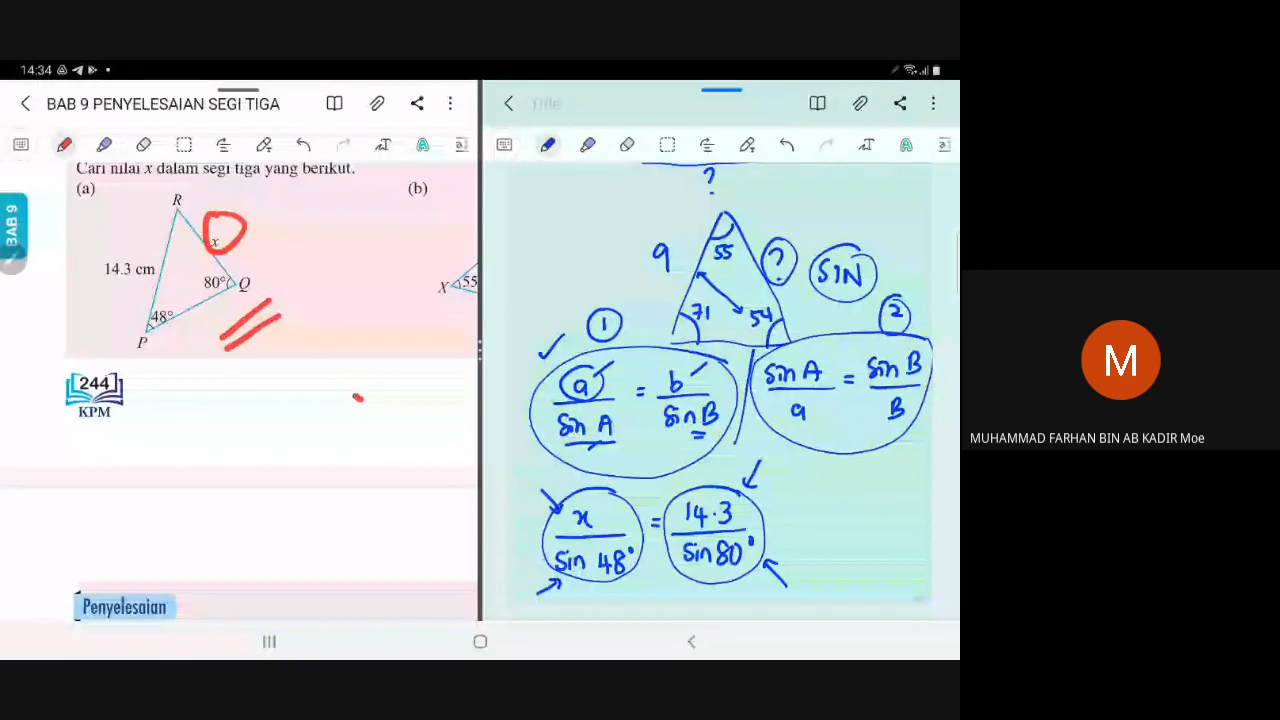 14:34
BAB 9 PENYELESAIAN SEGI TIGA
Cari nilai x dalam segi tiga yang berikut.
(a)
(b)
BAB 9
R
x
14.3 cm
80°
Q
48°
P
X
55
244
KPM
Penyelesaian
Title
?
9
55
?
SIN
71
54
1
2
a / sin A = b / sin B
sin A / a = sin B / B
x / sin 48° = 14.3 / sin 80°
M
MUHAMMAD FARHAN BIN AB KADIR Moe